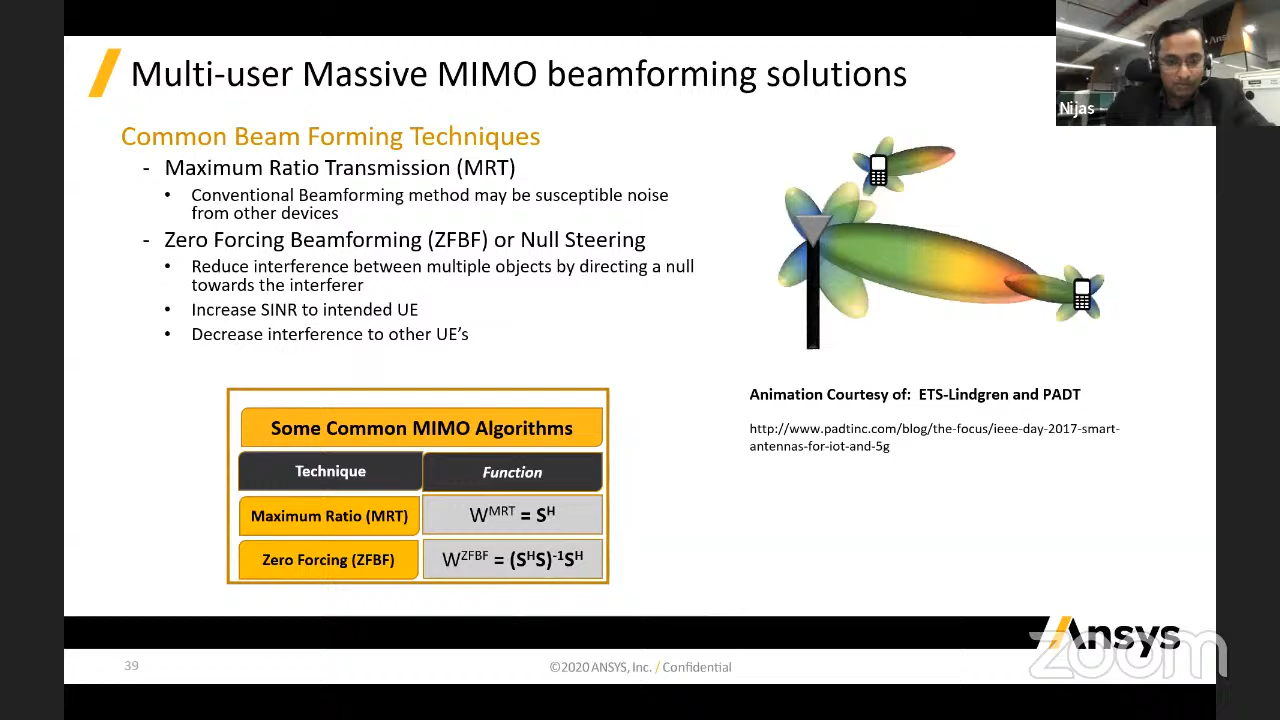 Multi-user Massive MIMO beamforming solutions
Nijas
Common Beam Forming Techniques
- Maximum Ratio Transmission (MRT)
• Conventional Beamforming method may be susceptible noise
from other devices
- Zero Forcing Beamforming (ZFBF) or Null Steering
• Reduce interference between multiple objects by directing a null
towards the interferer
• Increase SINR to intended UE
• Decrease interference to other UE's
Some Common MIMO Algorithms
Technique Function
Maximum Ratio (MRT) W^MRT = S^H
Zero Forcing (ZFBF) W^ZFBF = (S^HS)^-1S^H
Animation Courtesy of: ETS-Lindgren and PADT
http://www.padtinc.com/blog/the-focus/ieee-day-2017-smart-
antennas-for-iot-and-5g
Ansys
zoom
39
©2020 ANSYS, Inc. / Confidential